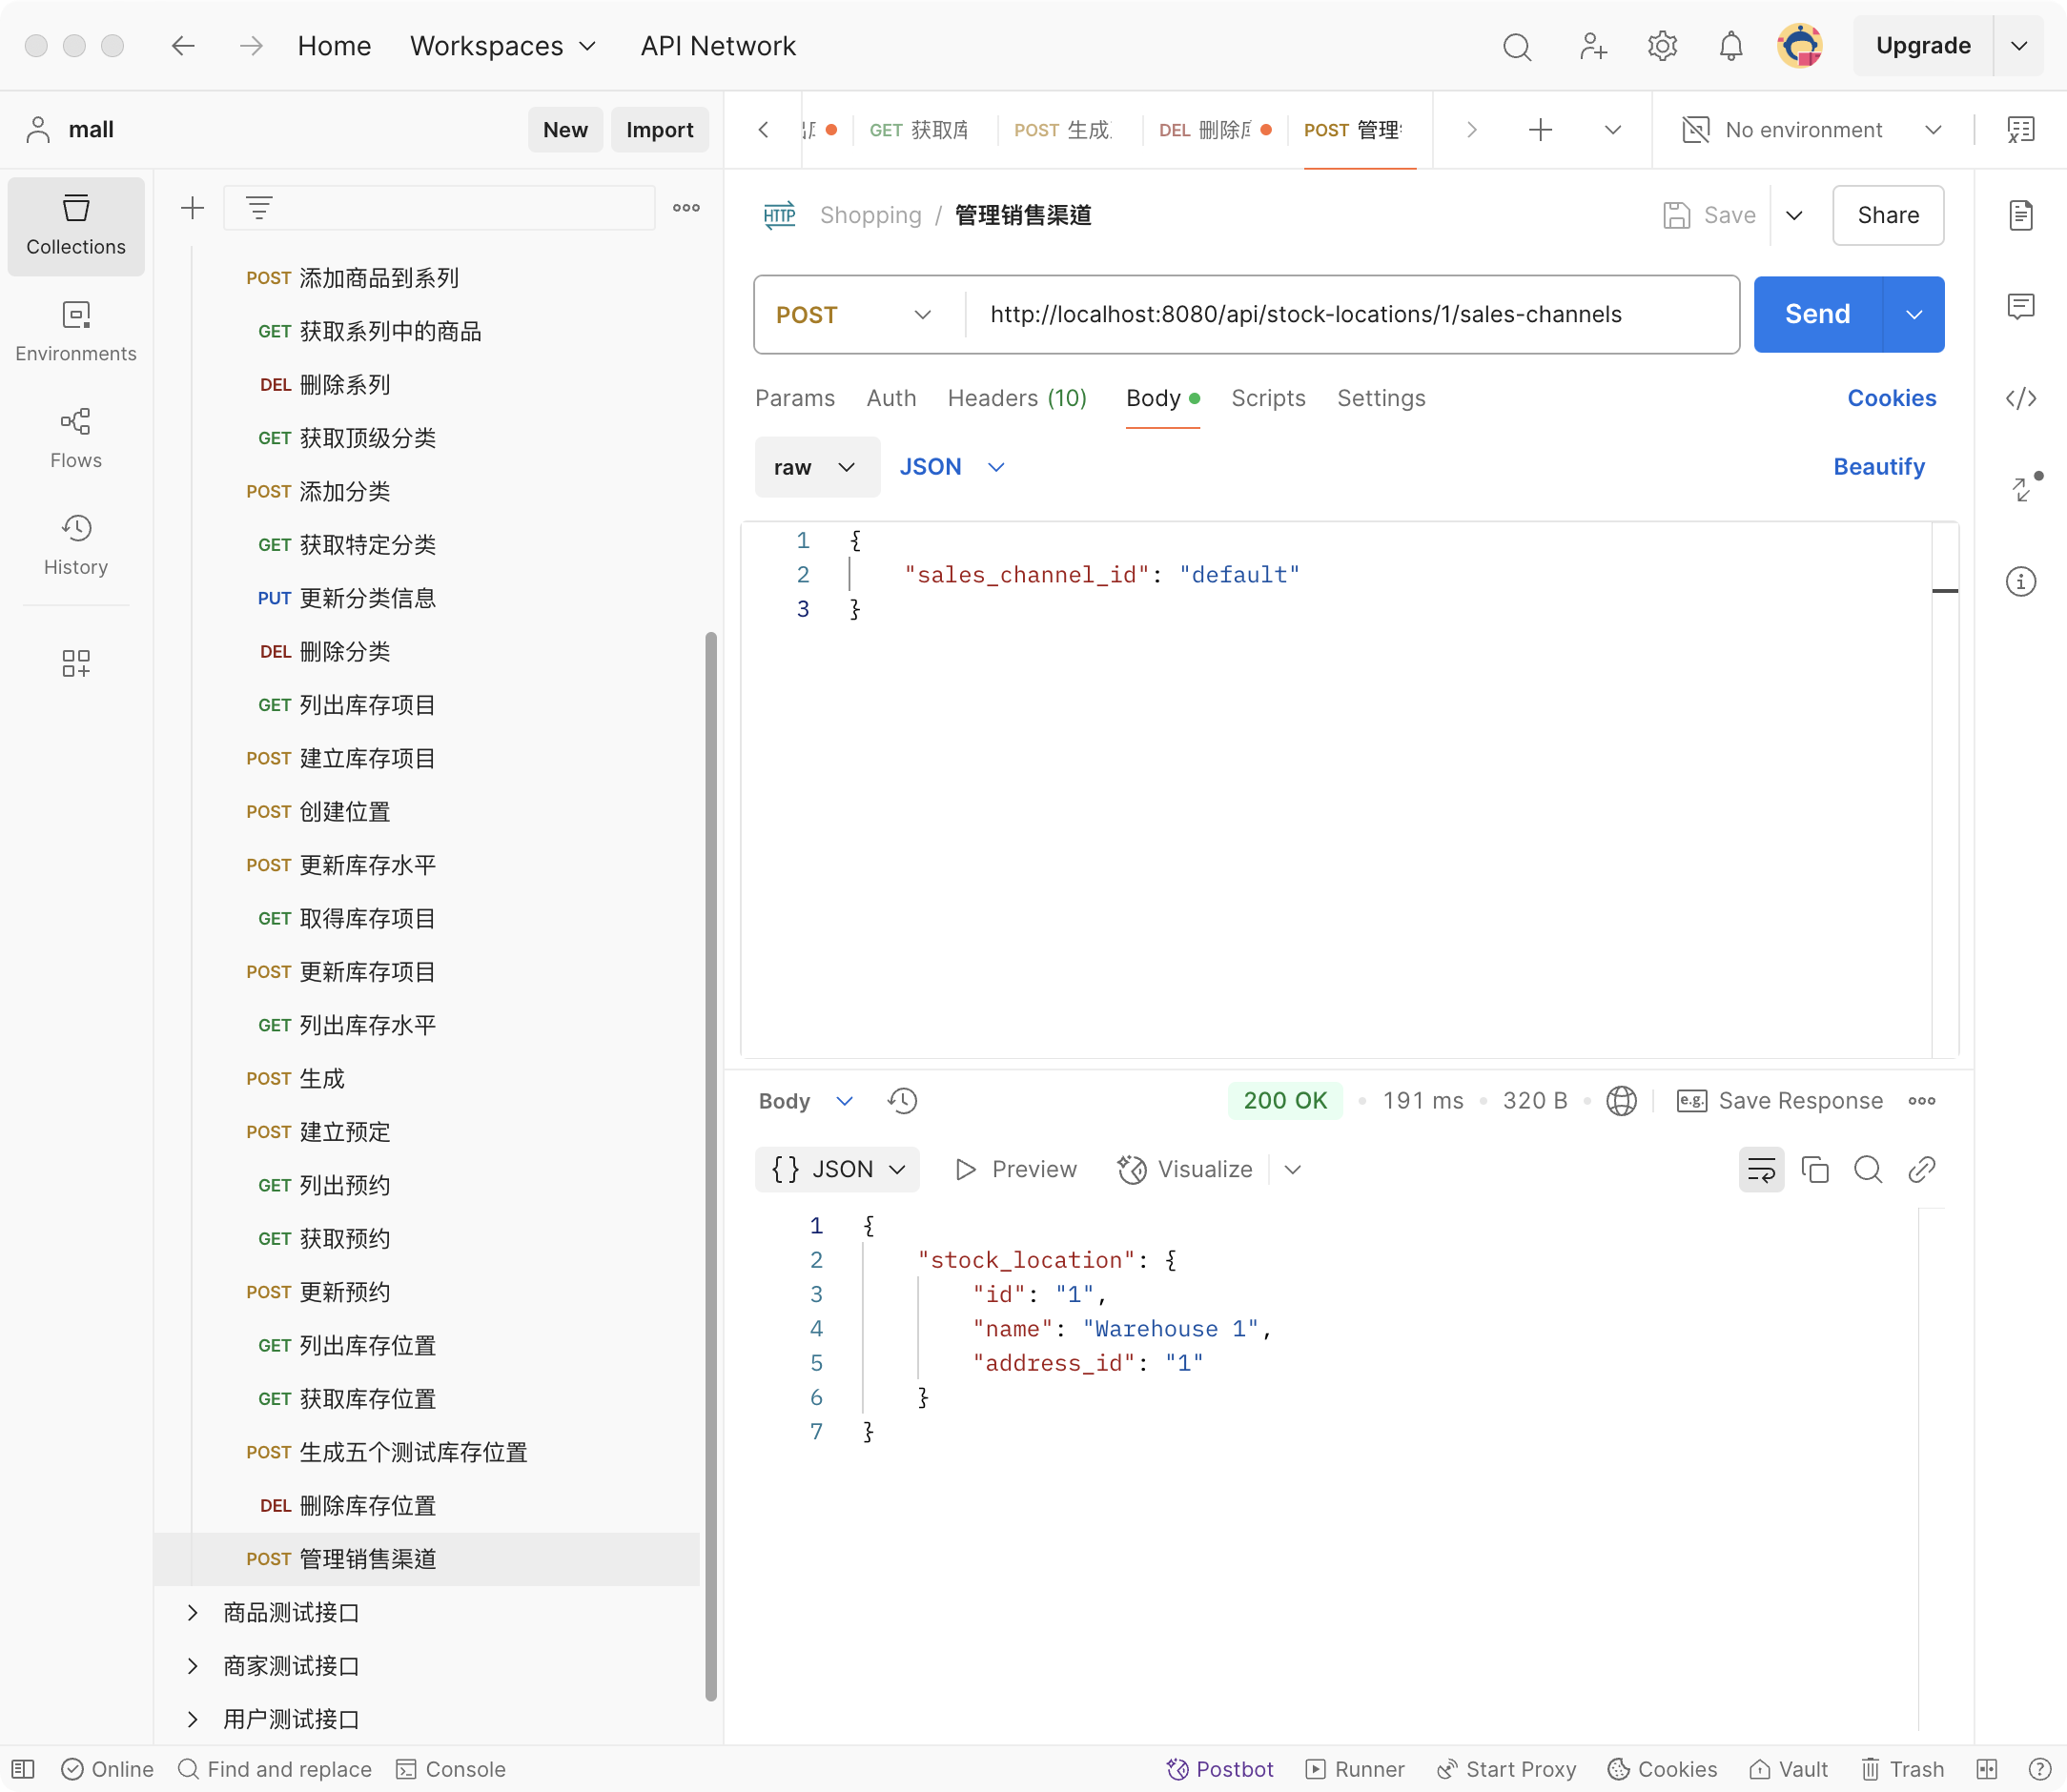 Home
Workspaces
API Network
Upgrade
mall
New
Import
GET 获取库
POST 生成
DEL 删除
POST 管理
No environment
Collections
Environments
Flows
History
POST 添加商品到系列
GET 获取系列中的商品
DEL 删除系列
GET 获取顶级分类
POST 添加分类
GET 获取特定分类
PUT 更新分类信息
DEL 删除分类
GET 列出库存项目
POST 建立库存项目
POST 创建位置
POST 更新库存水平
GET 取得库存项目
POST 更新库存项目
GET 列出库存水平
POST 生成
POST 建立预定
GET 列出预约
GET 获取预约
POST 更新预约
GET 列出库存位置
GET 获取库存位置
POST 生成五个测试库存位置
DEL 删除库存位置
POST 管理销售渠道
商品测试接口
商家测试接口
用户测试接口
HTTP Shopping / 管理销售渠道
Save
Share
POST http://localhost:8080/api/stock-locations/1/sales-channels
Send
Params Auth Headers (10) Body Scripts Settings Cookies
raw JSON Beautify
1 {
2 "sales_channel_id": "default"
3 }
Body 200 OK • 191 ms • 320 B • e.g. Save Response
{} JSON Preview Visualize
1 {
2 "stock_location": {
3 "id": "1",
4 "name": "Warehouse 1",
5 "address_id": "1"
6 }
7 }
Online Find and replace Console Postbot Runner Start Proxy Cookies Vault Trash